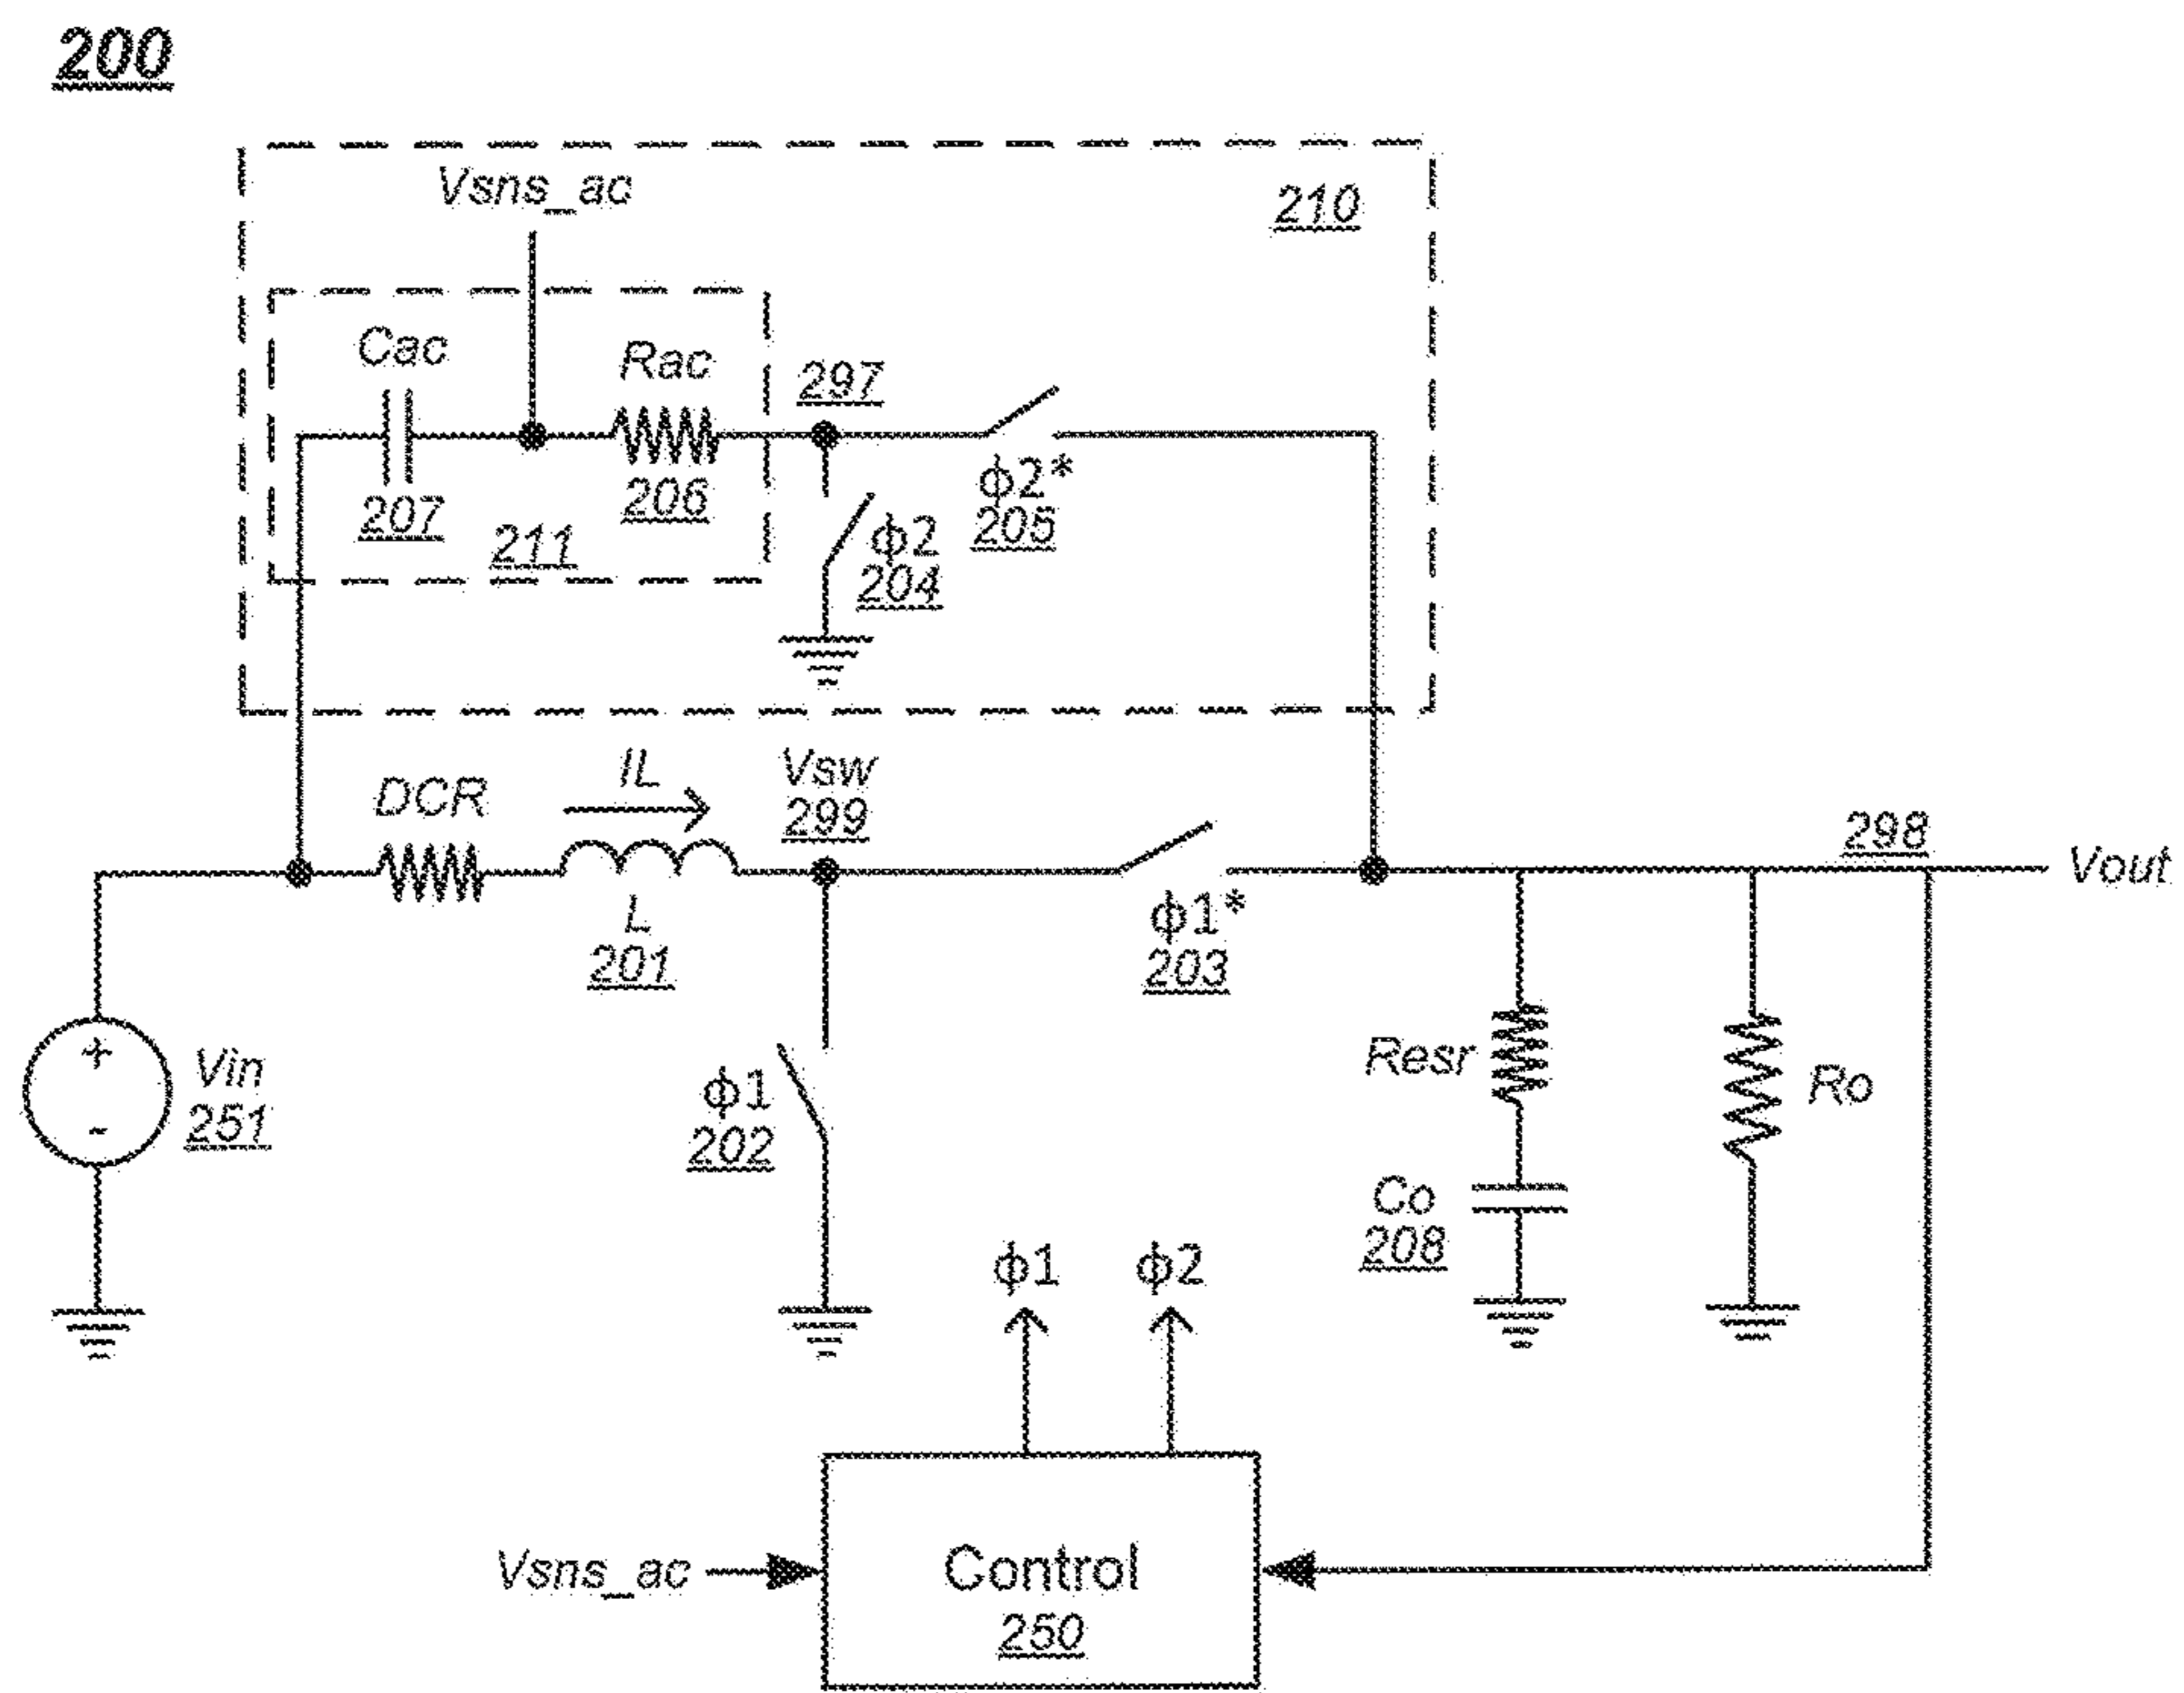 200
Vsns_ac
210
Cac
Rac
297
207
206
211
ϕ2*
205
ϕ2
204
DCR
IL
Vsw
299
L
201
ϕ1*
203
298
Vout
+
-
Vin
251
ϕ1
202
Resr
Ro
Co
208
ϕ1
ϕ2
Vsns_ac
Control
250